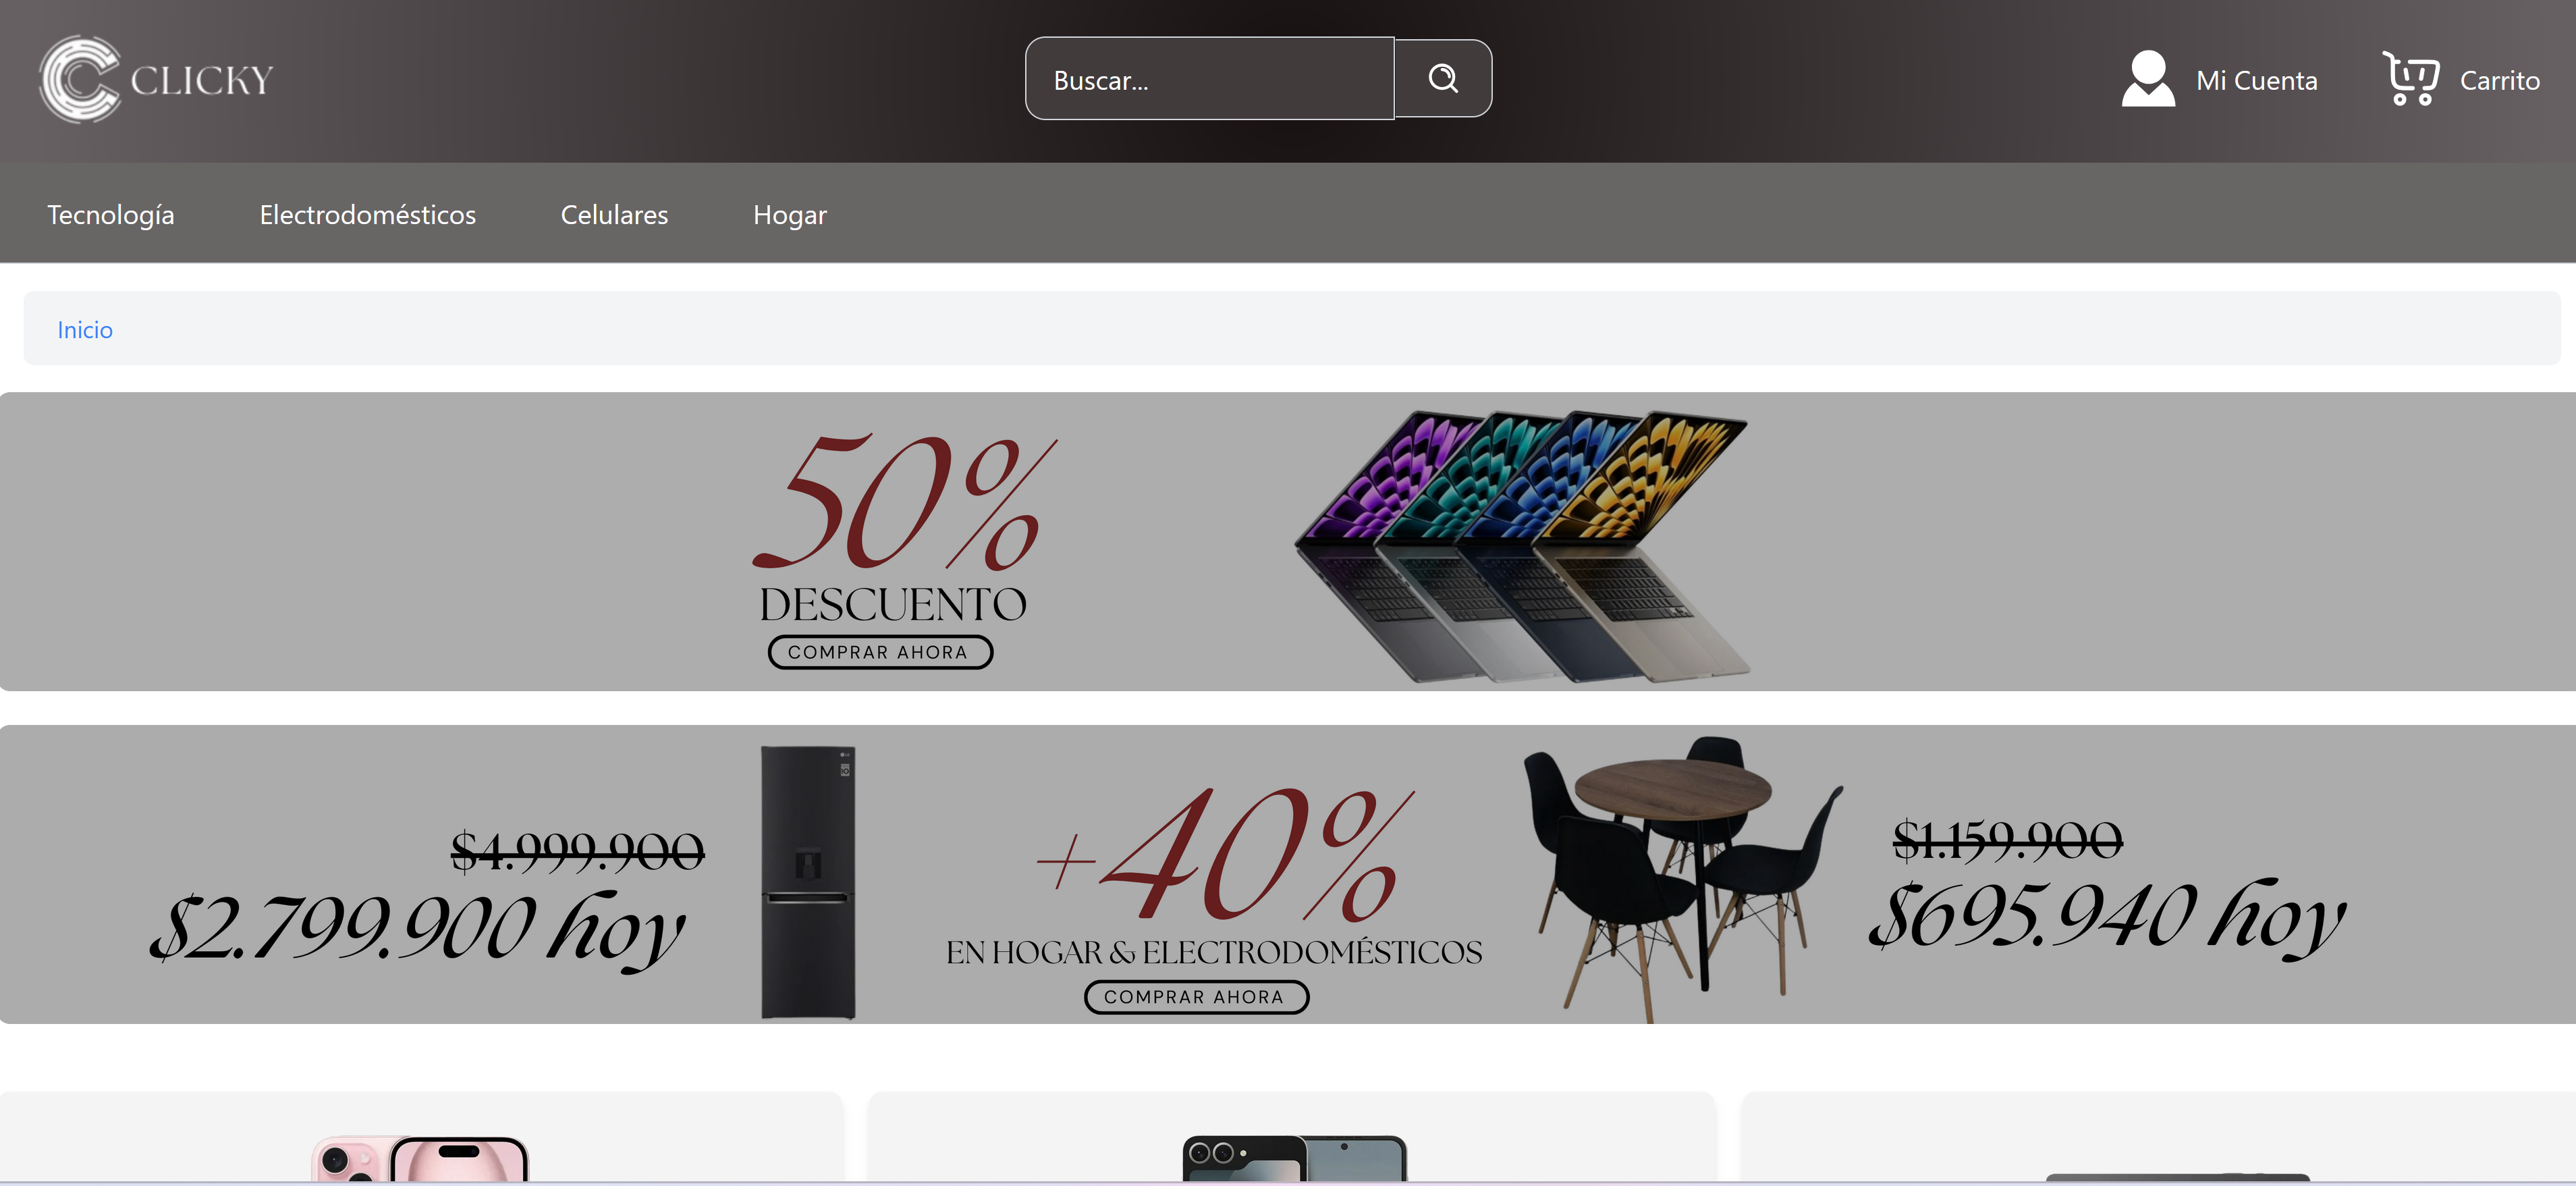 CLICKY
Buscar...
Mi Cuenta
Carrito
Tecnología
Electrodomésticos
Celulares
Hogar
Inicio
50%
DESCUENTO
COMPRAR AHORA
$4.999.900
$2.799.900 hoy
+40%
EN HOGAR & ELECTRODOMÉSTICOS
COMPRAR AHORA
$1.159.900
$695.940 hoy